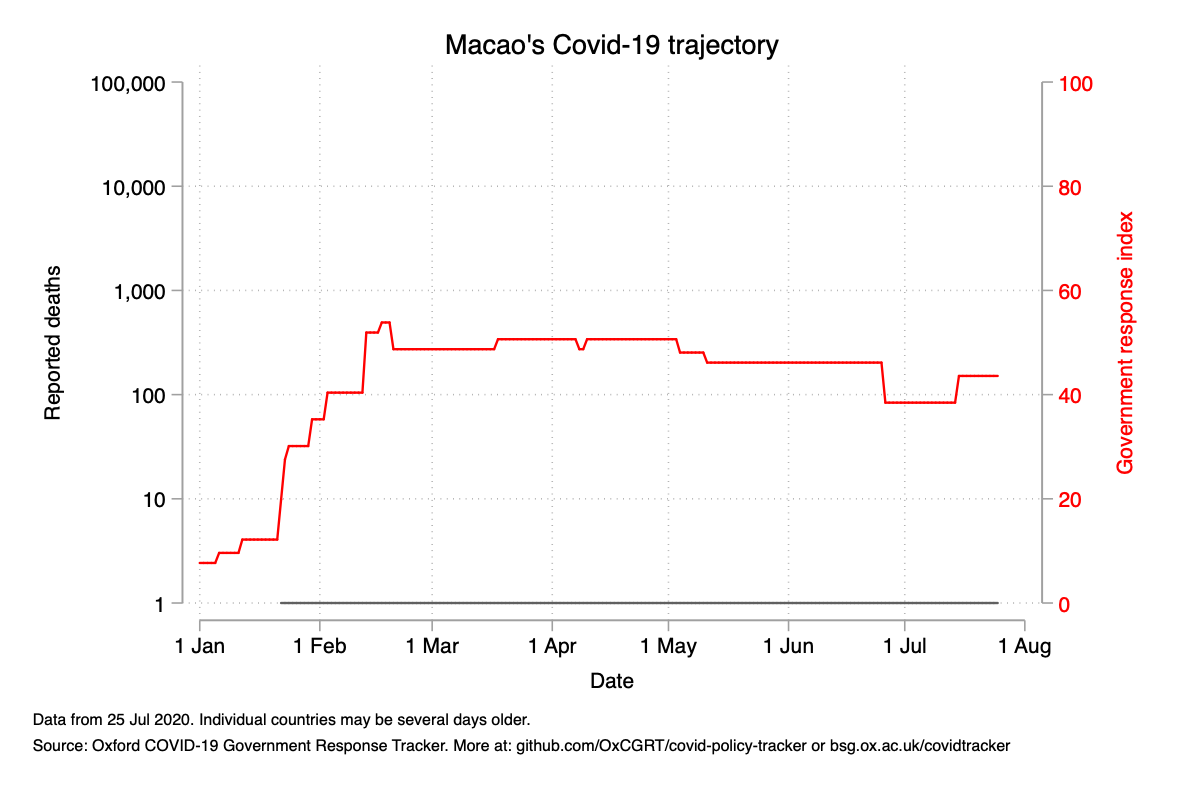 Macao's Covid-19 trajectory
100,000
10,000
1,000
100
10
1
Reported deaths
100
80
60
40
20
0
Government response index
1 Jan
1 Feb
1 Mar
1 Apr
1 May
1 Jun
1 Jul
1 Aug
Date
Data from 25 Jul 2020. Individual countries may be several days older.
Source: Oxford COVID-19 Government Response Tracker. More at: github.com/OxCGRT/covid-policy-tracker or bsg.ox.ac.uk/covidtracker